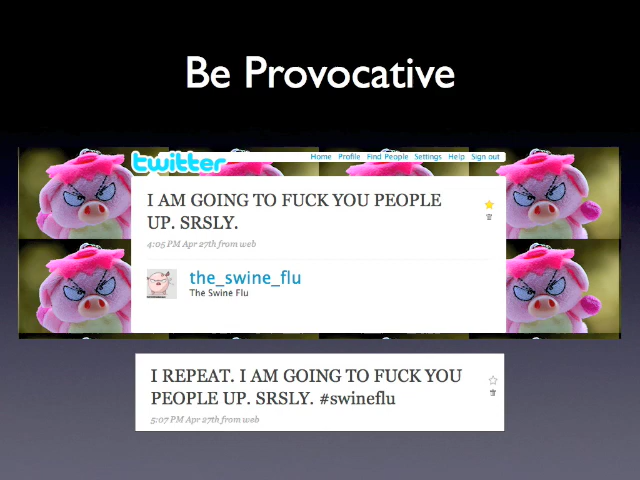 Be Provocative
twitter
Home Profile Find People Settings Help Sign out
I AM GOING TO FUCK YOU PEOPLE
UP. SRSLY.
4:05 PM Apr 27th from web
the_swine_flu
The Swine Flu
I REPEAT. I AM GOING TO FUCK YOU
PEOPLE UP. SRSLY. #swineflu
5:07 PM Apr 27th from web